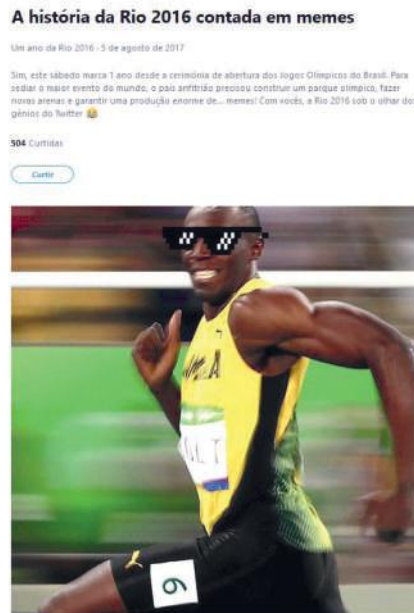 A história da Rio 2016 contada em memes
Um ano da Rio 2016 - 5 de agosto de 2017
Sim, este sábado marca 1 ano desde a cerimônia de abertura dos Jogos Olímpicos do Brasil. Para
sediar o maior evento do mundo, o país anfitrião precisou construir um parque olímpico, fazer
novas arenas e garantir uma produção enorme de... memes! Com vocês, a Rio 2016 sob o olhar dos
gênios do Twitter 😂
504 Curtidas
Curtir
6